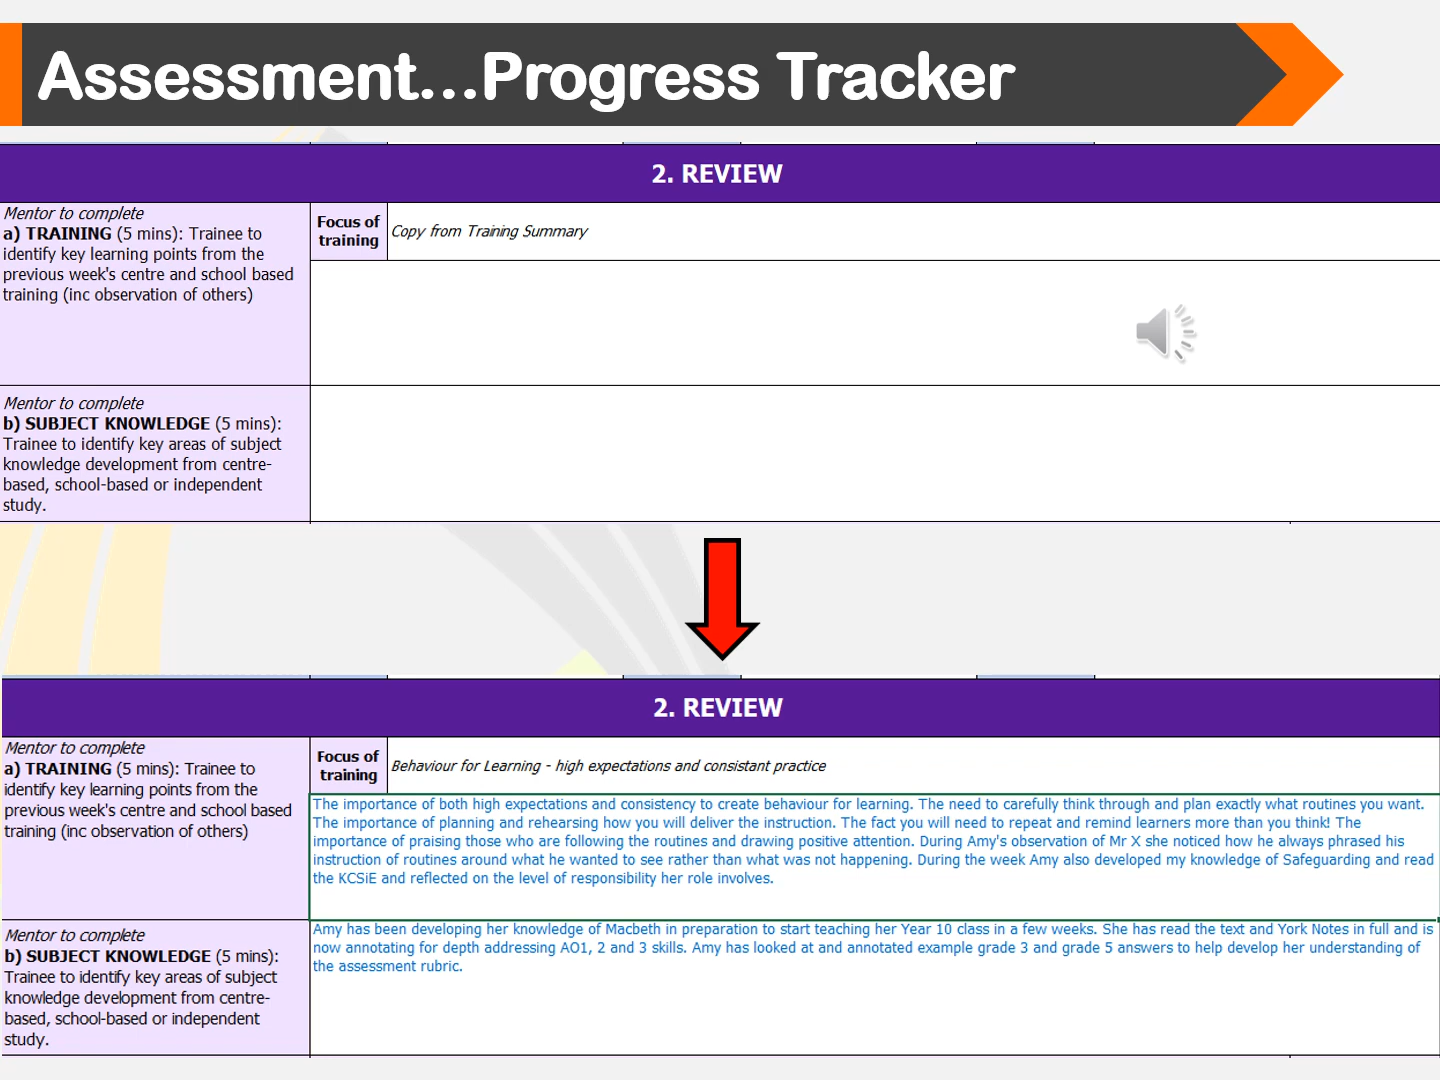 Assessment...Progress Tracker
2. REVIEW
Mentor to complete
a) TRAINING (5 mins): Trainee to
identify key learning points from the
previous week's centre and school based
training (inc observation of others)
Focus of
training
Copy from Training Summary
Mentor to complete
b) SUBJECT KNOWLEDGE (5 mins):
Trainee to identify key areas of subject
knowledge development from centre-
based, school-based or independent
study.
2. REVIEW
Mentor to complete
a) TRAINING (5 mins): Trainee to
identify key learning points from the
previous week's centre and school based
training (inc observation of others)
Focus of
training
Behaviour for Learning - high expectations and consistant practice
The importance of both high expectations and consistency to create behaviour for learning. The need to carefully think through and plan exactly what routines you want.
The importance of planning and rehearsing how you will deliver the instruction. The fact you will need to repeat and remind learners more than you think! The
importance of praising those who are following the routines and drawing positive attention. During Amy's observation of Mr X she noticed how he always phrased his
instruction of routines around what he wanted to see rather than what was not happening. During the week Amy also developed my knowledge of Safeguarding and read
the KCSiE and reflected on the level of responsibility her role involves.
Mentor to complete
b) SUBJECT KNOWLEDGE (5 mins):
Trainee to identify key areas of subject
knowledge development from centre-
based, school-based or independent
study.
Amy has been developing her knowledge of Macbeth in preparation to start teaching her Year 10 class in a few weeks. She has read the text and York Notes in full and is
now annotating for depth addressing AO1, 2 and 3 skills. Amy has looked at and annotated example grade 3 and grade 5 answers to help develop her understanding of
the assessment rubric.